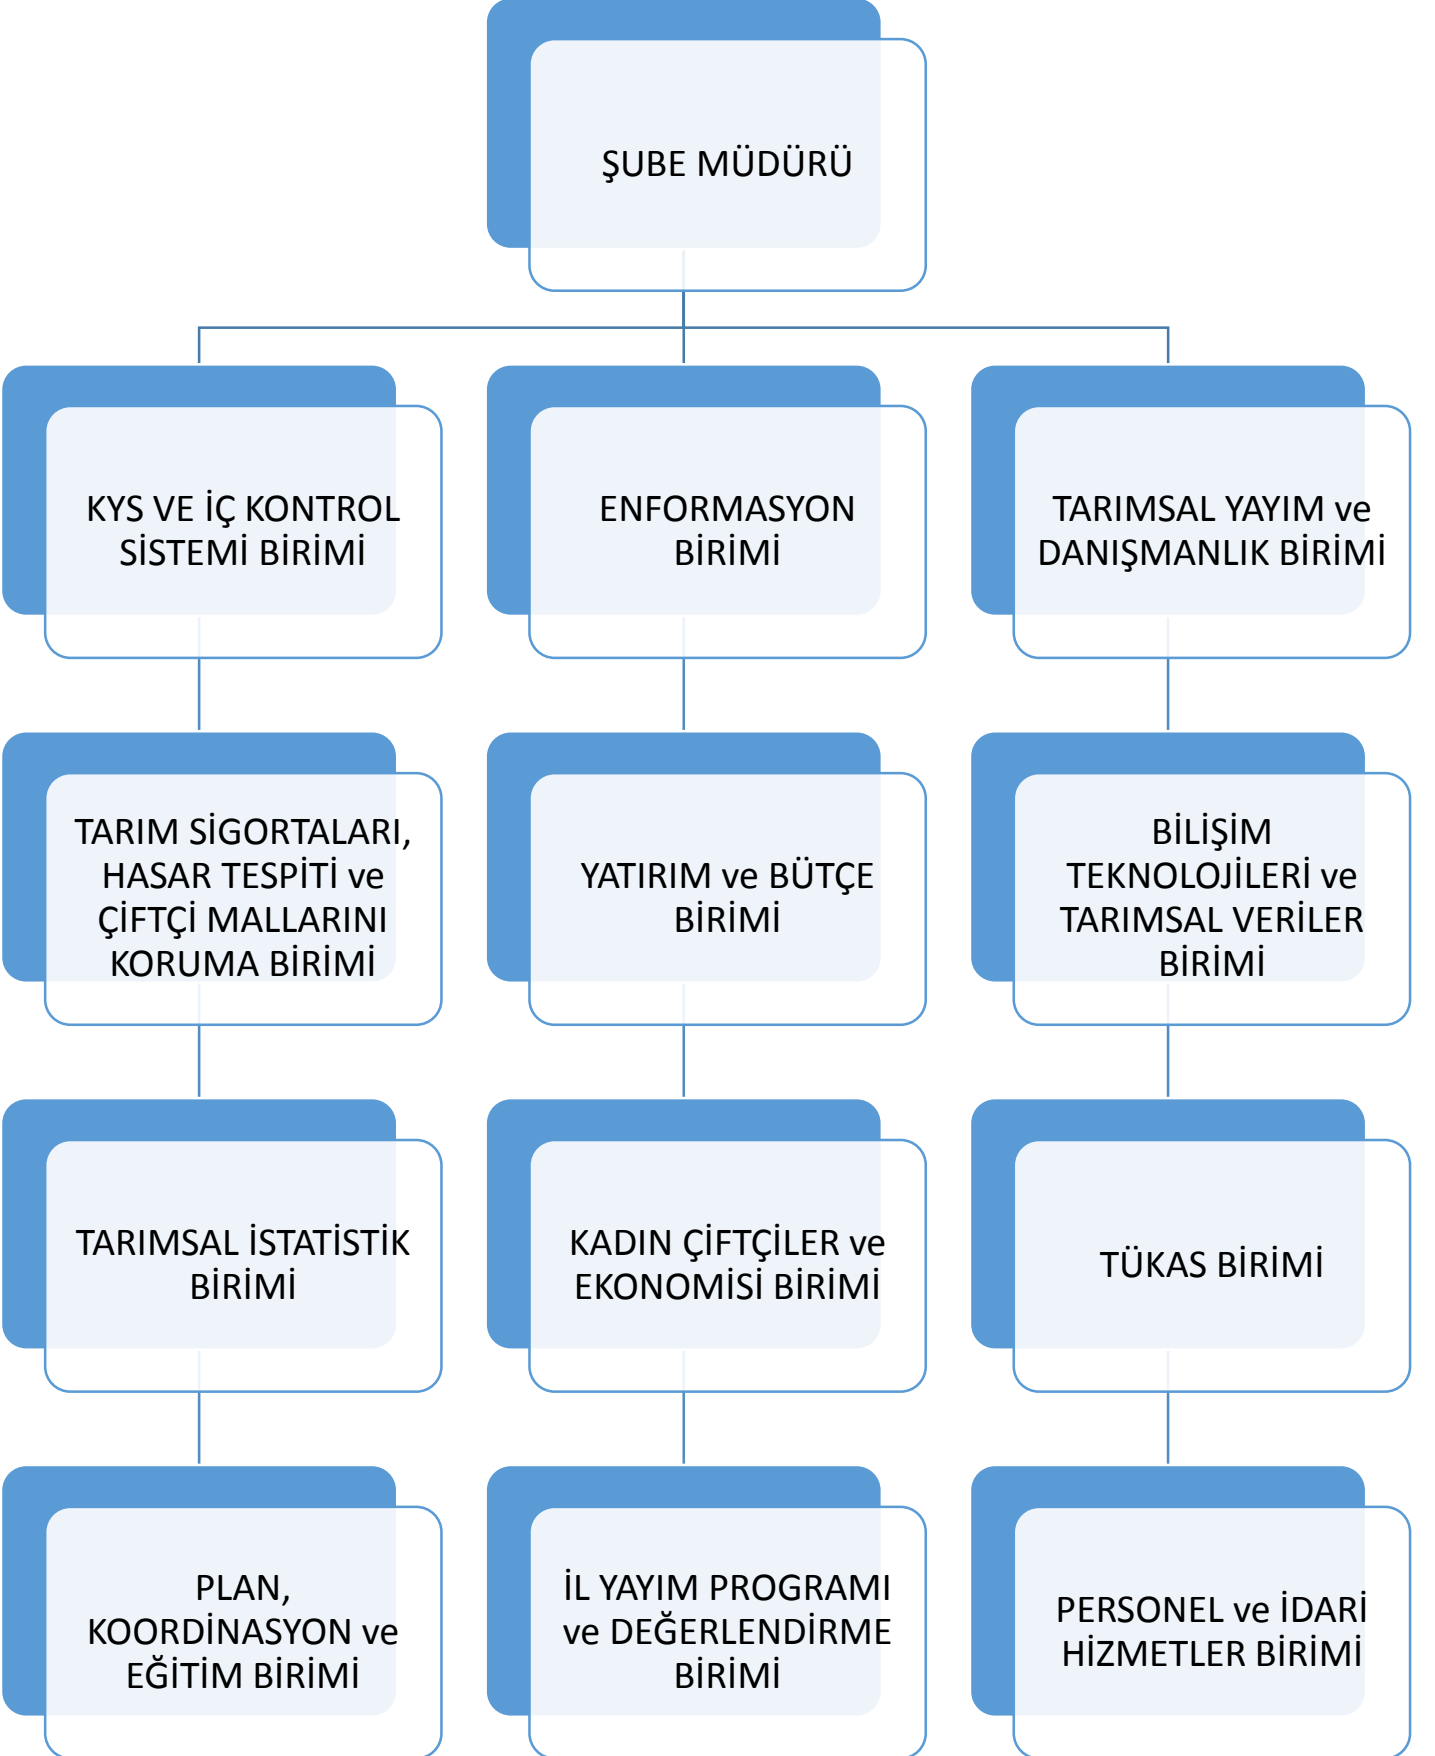 ŞUBE MÜDÜRÜ
KYS VE İÇ KONTROL
SİSTEMİ BİRİMİ
ENFORMASYON
BİRİMİ
TARIMSAL YAYIM ve
DANIŞMANLIK BİRİMİ
TARIM SİGORTALARI,
HASAR TESPİTİ ve
ÇİFTÇİ MALLARINI
KORUMA BİRİMİ
YATIRIM ve BÜTÇE
BİRİMİ
BİLİŞİM
TEKNOLOJİLERİ ve
TARIMSAL VERİLER
BİRİMİ
TARIMSAL İSTATİSTİK
BİRİMİ
KADIN ÇİFTÇİLER ve
EKONOMİSİ BİRİMİ
TÜKAS BİRİMİ
PLAN,
KOORDİNASYON ve
EĞİTİM BİRİMİ
İL YAYIM PROGRAMI
ve DEĞERLENDİRME
BİRİMİ
PERSONEL ve İDARİ
HİZMETLER BİRİMİ